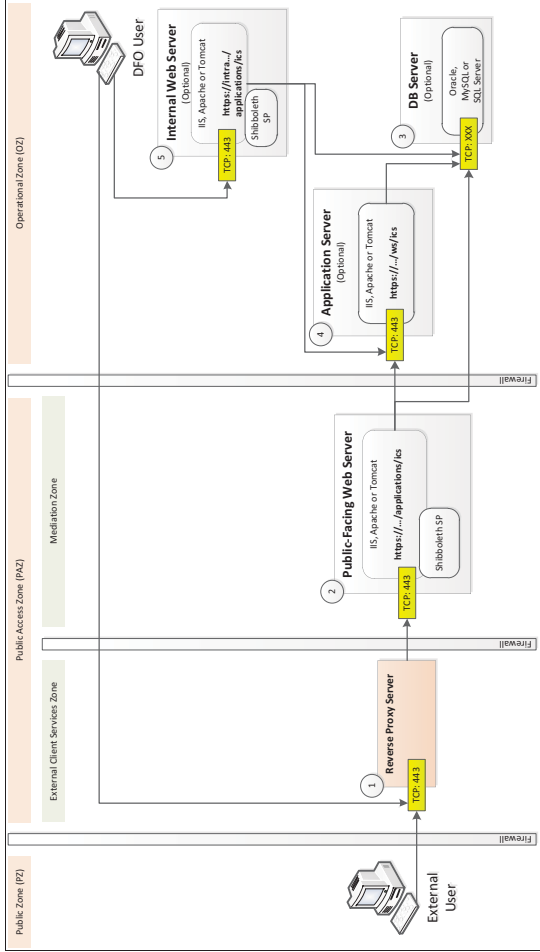 Public Zone (PZ)
Public Access Zone (PAZ)
Operational Zone (OZ)
External Client Services Zone
Mediation Zone
Firewall
Firewall
Firewall
DFO User
External
User
1
Reverse Proxy Server
TCP: 443
2
Public-Facing Web Server
IIS, Apache or Tomcat
https://.../applications/ics
Shibboleth SP
TCP: 443
5
Internal Web Server
(Optional)
IIS, Apache or Tomcat
https://intra.../
applications/ics
Shibboleth
SP
TCP: 443
4
Application Server
(Optional)
IIS, Apache or Tomcat
https://.../ws/ics
TCP: 443
3
DB Server
(Optional)
Oracle,
MySQL or
SQL Server
TCP: XXX